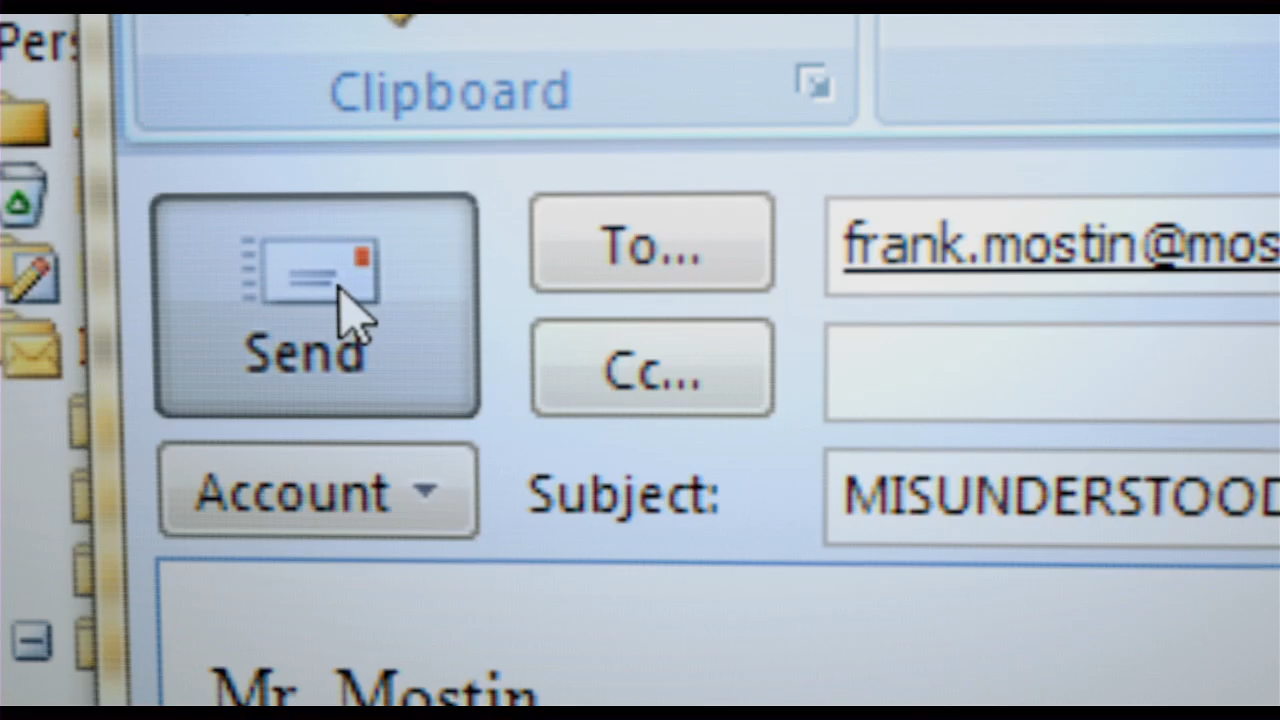 Pers
Clipboard
Send
To...
frank.mostin@mos
Cc...
Account
Subject:
MISUNDERSTOOD
Mr. Mostin